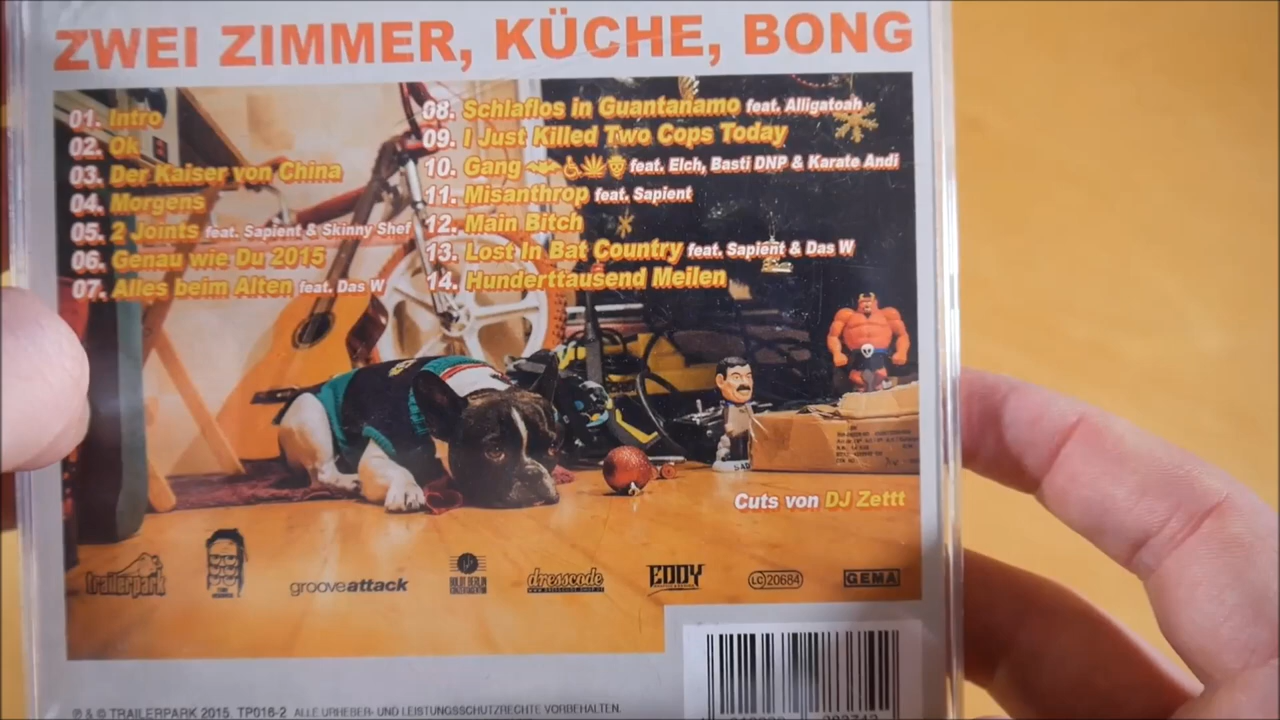 ZWEI ZIMMER, KÜCHE, BONG
01. Intro
02. Ok
03. Der Kaiser von China
04. Morgens
05. 2 Joints feat. Sapient & Skinny Shef
06. Genau wie Du 2015
07. Alles beim Alten feat. Das W
08. Schlaflos in Guantanamo feat. Alligatoah
09. I Just Killed Two Cops Today
10. Gang feat. Elch, Basti DNP & Karate Andi
11. Misanthrop feat. Sapient
12. Main Bitch
13. Lost In Bat Country feat. Sapient & Das W
14. Hunderttausend Meilen
SAD
Cuts von DJ Zettt
Trailerpark
grooveattack
dresscode
EDDY
LC 20684
GEMA
℗ & © TRAILERPARK 2015. TP016-2 ALLE URHEBER- UND LEISTUNGSSCHUTZRECHTE VORBEHALTEN.